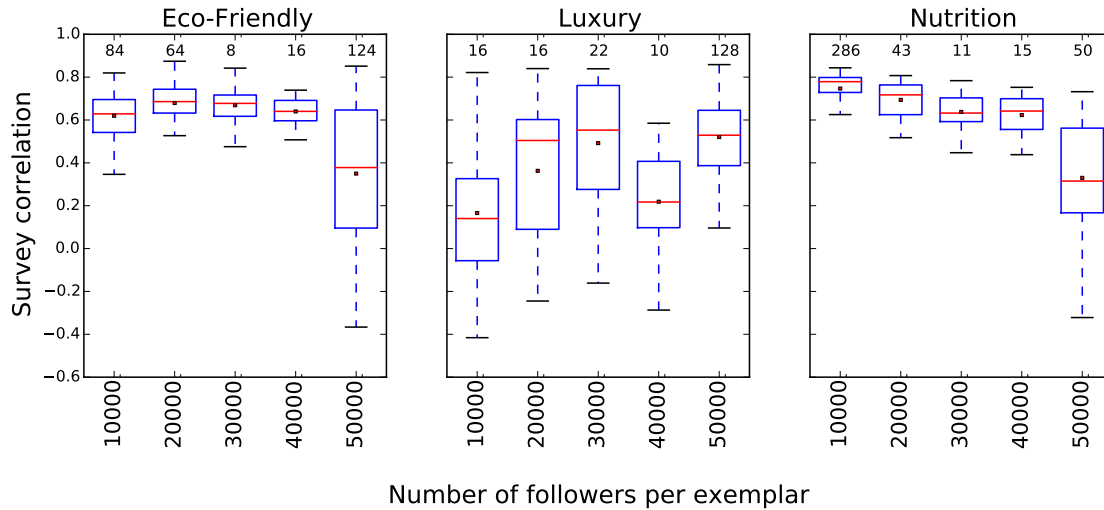 Eco-Friendly Luxury Nutrition
1.0
84 64 8 16 124 16 16 22 10 128 286 43 11 15 50
0.8
0.6
0.4
0.2
0.0
−0.2
−0.4
−0.6
Survey correlation
10000 20000 30000 40000 50000 10000 20000 30000 40000 50000 10000 20000 30000 40000 50000
Number of followers per exemplar